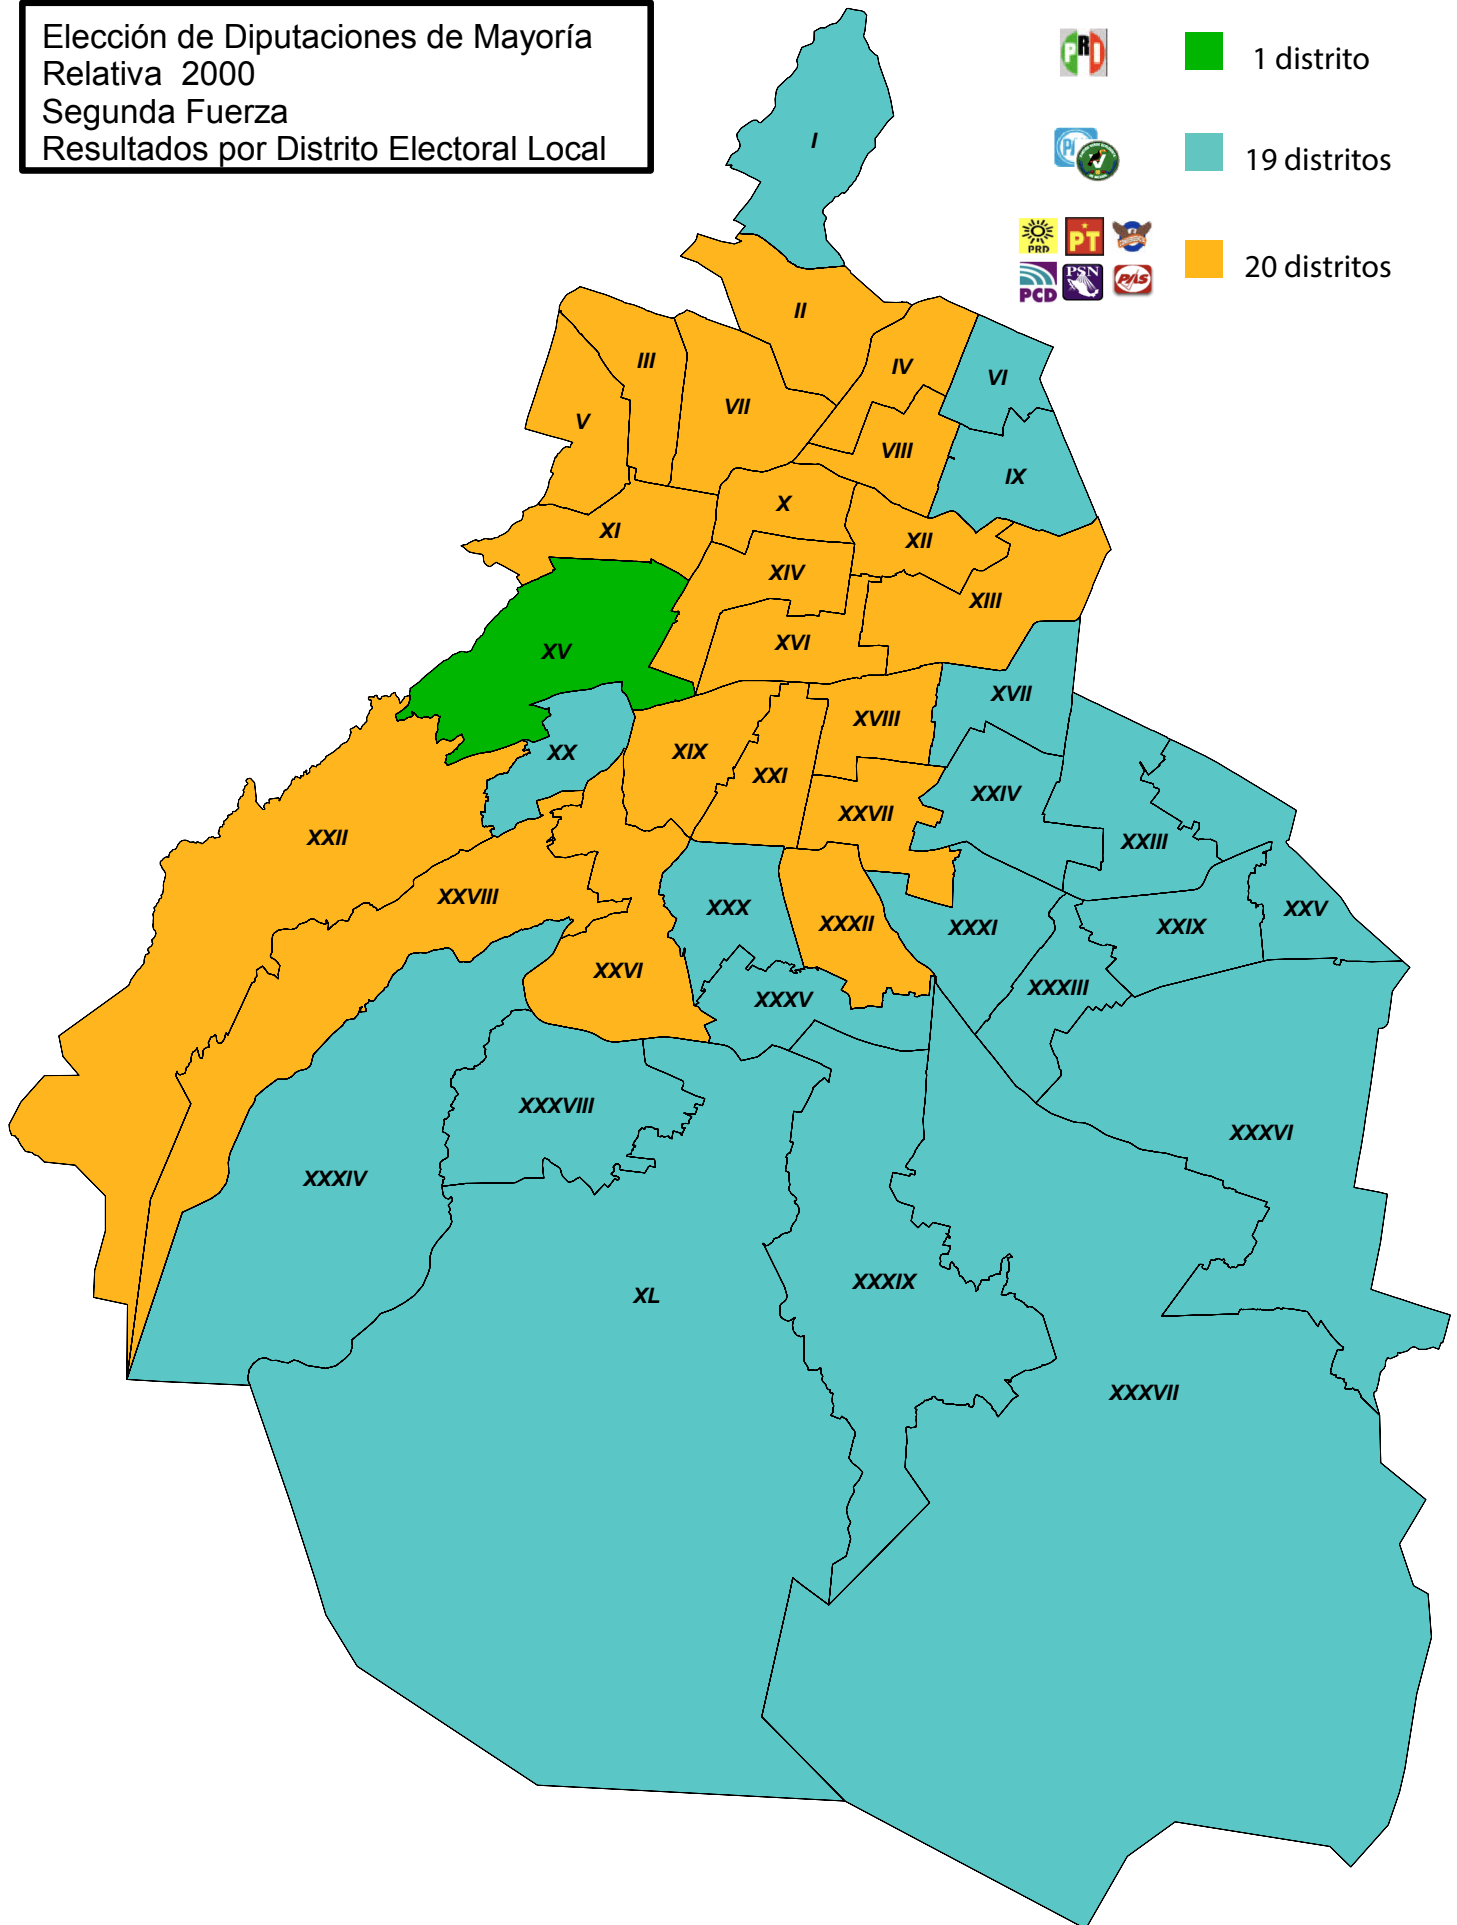 Elección de Diputaciones de Mayoría
Relativa 2000
Segunda Fuerza
Resultados por Distrito Electoral Local
PRI
1 distrito
19 distritos
PRD PT
PCD PSN PAS
20 distritos
I
II
III
IV
VI
V
VII
VIII
IX
X
XI
XII
XIV
XIII
XV
XVI
XVII
XVIII
XX
XIX
XXI
XXIV
XXVII
XXII
XXIII
XXVIII
XXX
XXXII
XXXI
XXIX
XXV
XXVI
XXXV
XXXIII
XXXVIII
XXXVI
XXXIV
XL
XXXIX
XXXVII